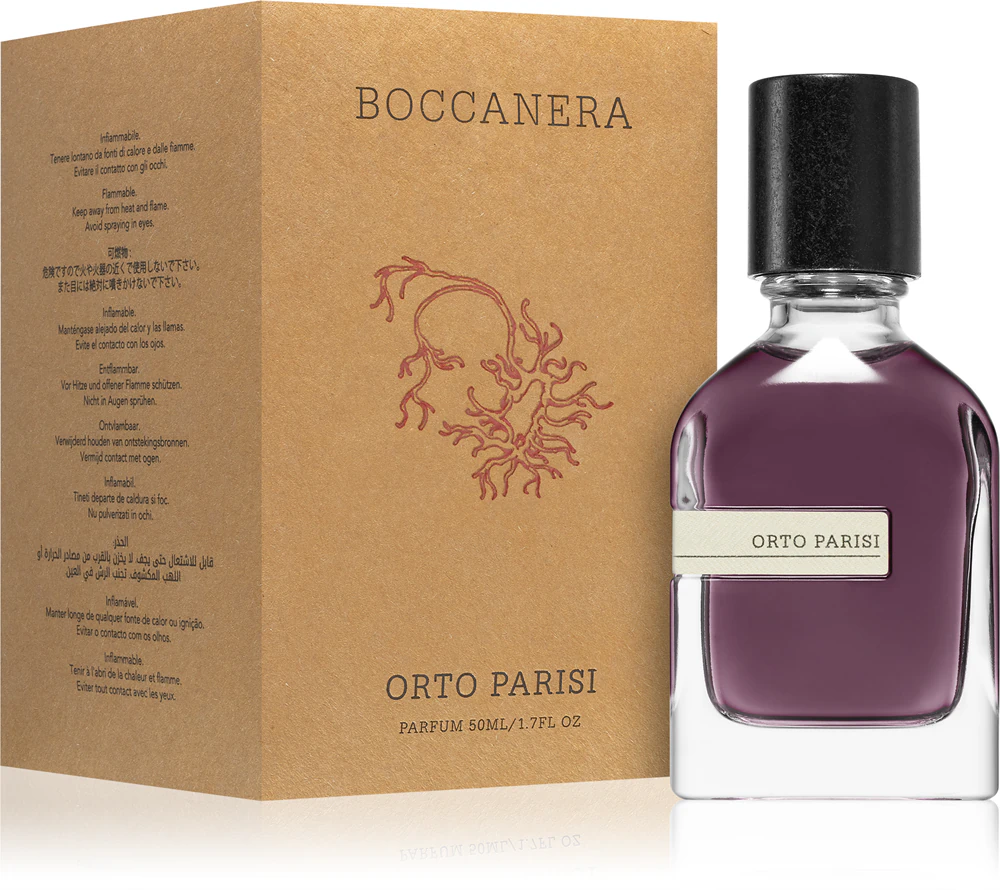 Infiammabile.
Tenere lontano da fonti di calore e dalle fiamme.
Evitare il contatto con gli occhi.
Flammable.
Keep away from heat and flame.
Avoid spraying in eyes.
可燃物:
危険ですので火や火器の近くで使用しないで下さい。
また目には絶対に噴きかけないで下さい。
Inflamable.
Manténgase alejado del calor y las llamas.
Evite el contacto con los ojos.
Entflammbar.
Vor Hitze und offener Flamme schützen.
Nicht in Augen sprühen.
Ontvlambaar.
Verwijderd houden van ontstekingsbronnen.
Vermijd contact met ogen.
Inflamabil.
Tineti departe de caldura si foc.
Nu pulverizati in ochi.
الحذر:
قابل للاشتعال حتى يجف. لا يخزن بالقرب من مصادر الحرارة أو
اللهب المكشوف. تجنب الرش في العين.
Inflamável.
Manter longe de qualquer fonte de calor ou ignição.
Evitar o contacto com os olhos.
Inflammable.
Tenir à l'abri de la chaleur et flamme.
Eviter tout contact avec les yeux.
BOCCANERA
ORTO PARISI
PARFUM 50ML/1.7FL OZ
ORTO PARISI